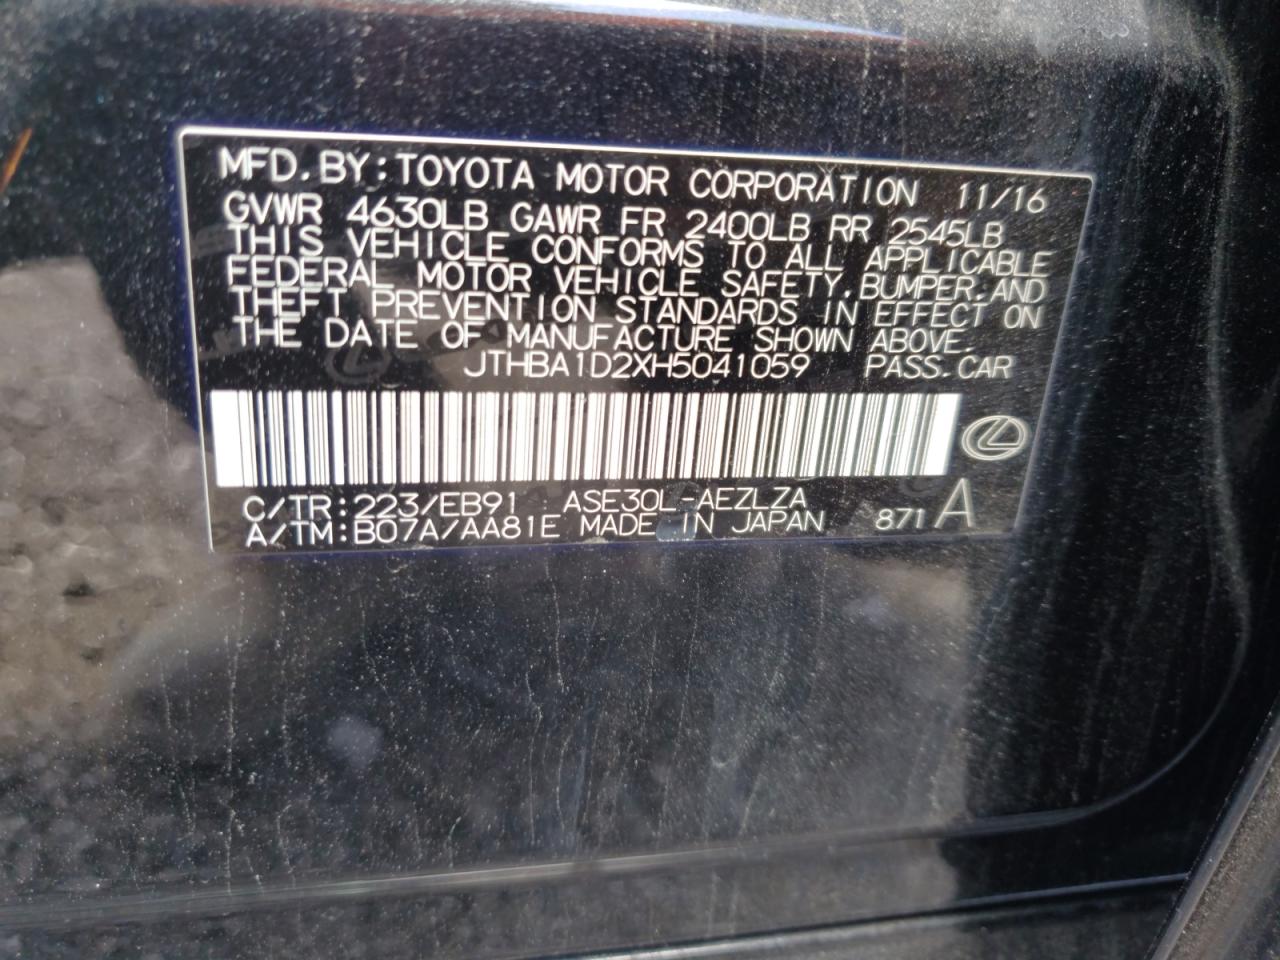 MFD. BY: TOYOTA MOTOR CORPORATION 11/16
GVWR 4630LB GAWR FR 2400LB RR 2545LB
THIS VEHICLE CONFORMS TO ALL APPLICABLE
FEDERAL MOTOR VEHICLE SAFETY, BUMPER, AND
THEFT PREVENTION STANDARDS IN EFFECT ON
THE DATE OF MANUFACTURE SHOWN ABOVE.
JTHBA1D2XH5041059 PASS. CAR
C/TR: 223/EB91 ASE30L-AEZLZA
A/TM: B07A/AA81E MADE IN JAPAN 871 A